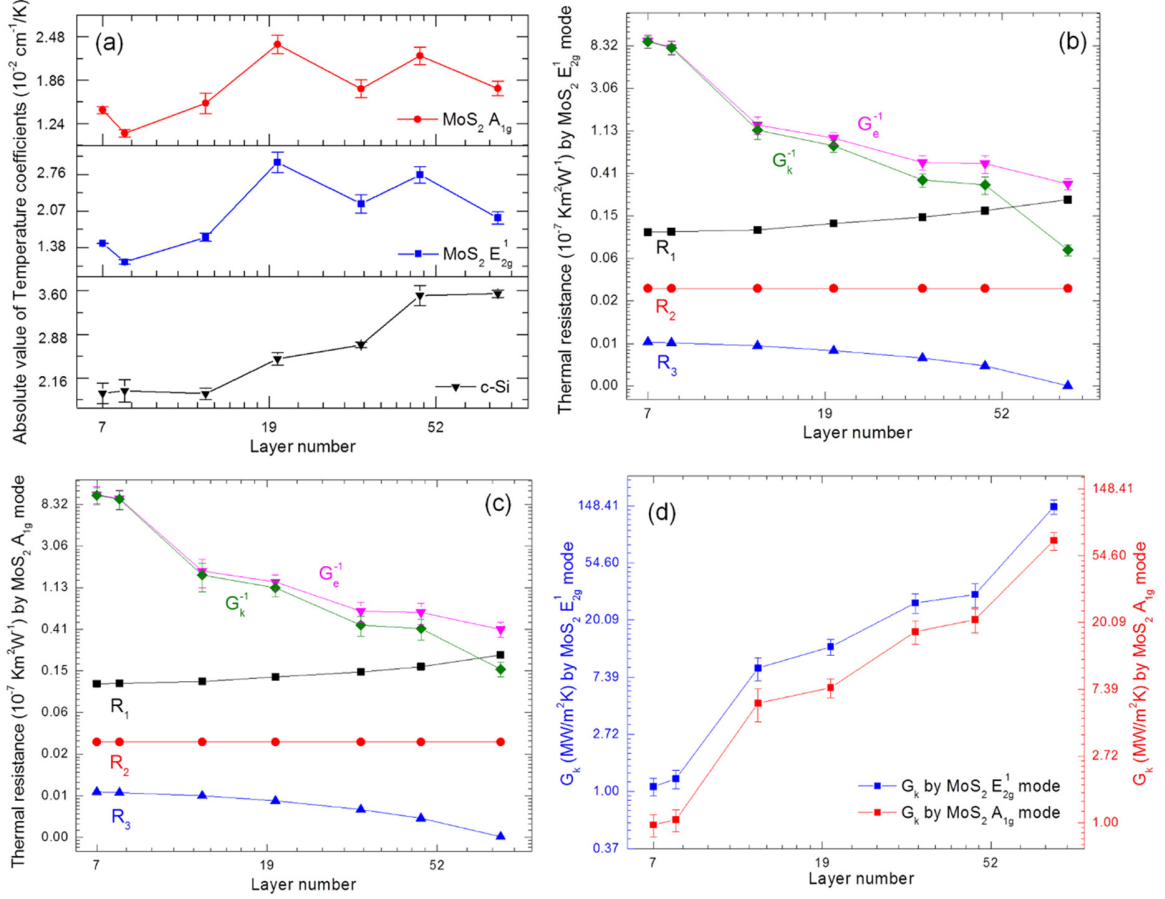 Absolute value of Temperature coefficients (10⁻² cm⁻¹/K)
(a)
2.48
1.86
1.24
MoS₂ A₁g
2.76
2.07
1.38
MoS₂ E¹₂g
3.60
2.88
2.16
c-Si
7 19 52
Layer number
Thermal resistance (10⁻⁷ Km²W⁻¹) by MoS₂ E¹₂g mode
(b)
8.32
3.06
1.13
0.41
0.15
0.06
0.02
0.01
0.00
Gₑ⁻¹
Gₖ⁻¹
R₁
R₂
R₃
7 19 52
Layer number
Thermal resistance (10⁻⁷ Km²W⁻¹) by MoS₂ A₁g mode
(c)
8.32
3.06
1.13
0.41
0.15
0.06
0.02
0.01
0.00
Gₑ⁻¹
Gₖ⁻¹
R₁
R₂
R₃
7 19 52
Layer number
Gₖ (MW/m²K) by MoS₂ E¹₂g mode
(d)
148.41
54.60
20.09
7.39
2.72
1.00
0.37
Gₖ by MoS₂ E¹₂g mode
Gₖ by MoS₂ A₁g mode
7 19 52
Layer number
148.41
54.60
20.09
7.39
2.72
1.00
Gₖ (MW/m²K) by MoS₂ A₁g mode